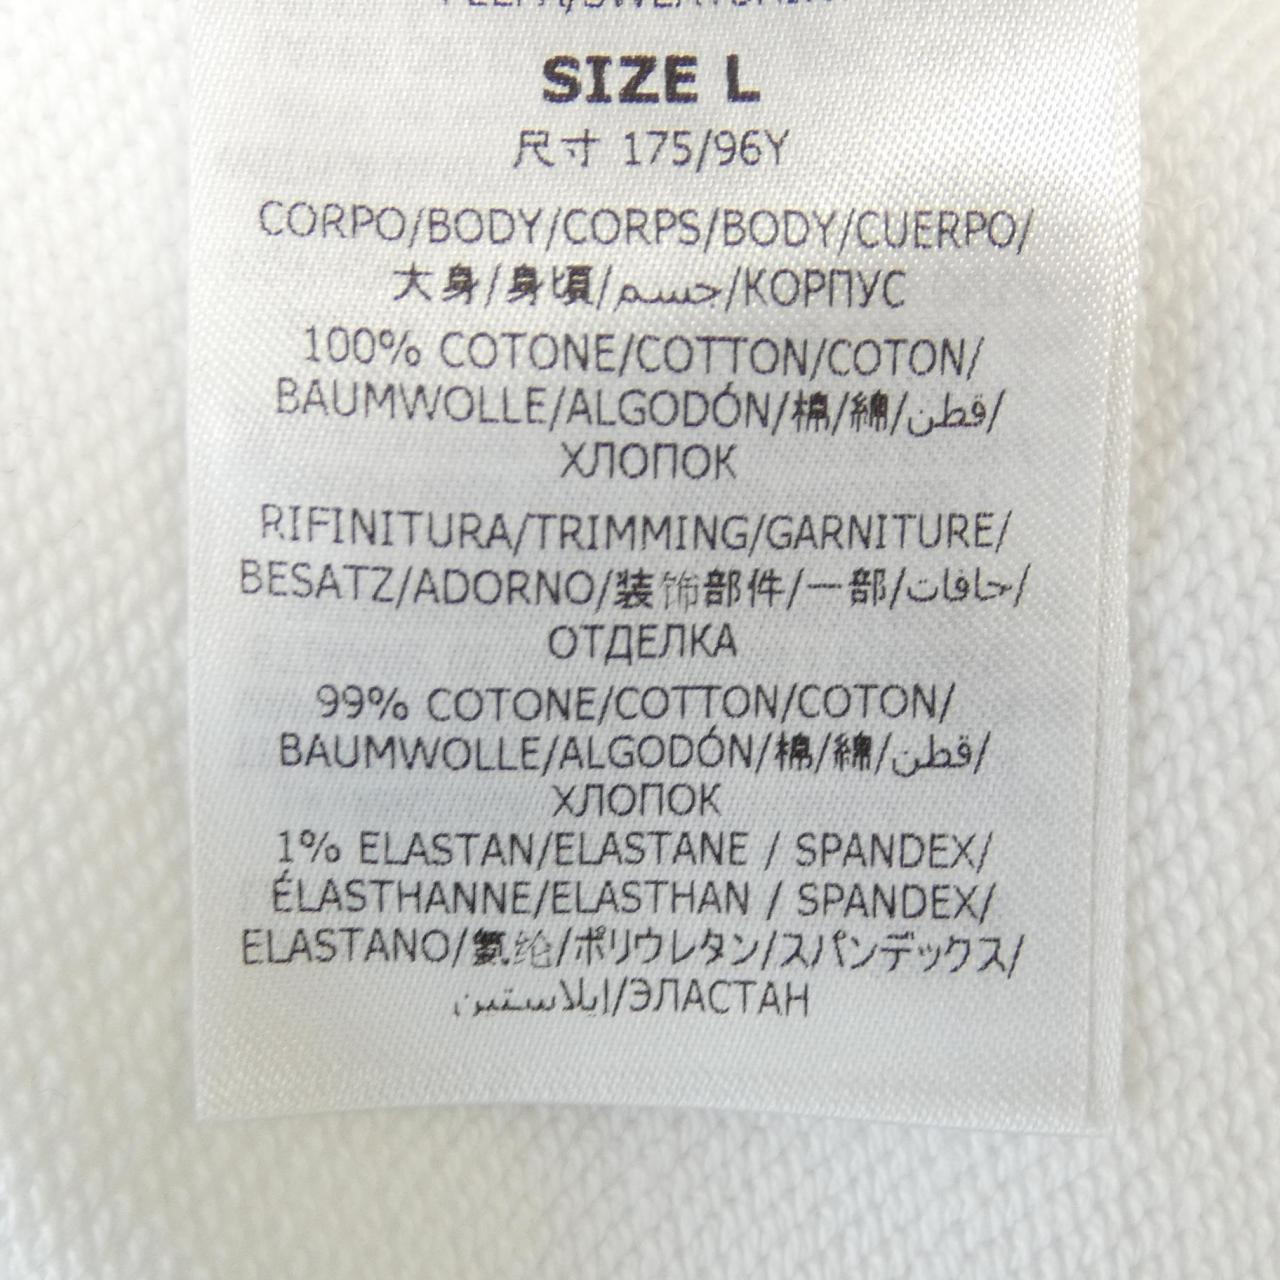 SIZE L
尺寸 175/96Y
CORPO/BODY/CORPS/BODY/CUERPO/
大身/身頃/جسم/КОРПУС
100% COTONE/COTTON/COTON/
BAUMWOLLE/ALGODÓN/棉/綿/قطن/
ХЛОПОК
RIFINITURA/TRIMMING/GARNITURE/
BESATZ/ADORNO/装饰部件/一部/حافات/
ОТДЕЛКА
99% COTONE/COTTON/COTON/
BAUMWOLLE/ALGODÓN/棉/綿/قطن/
ХЛОПОК
1% ELASTAN/ELASTANE / SPANDEX/
ÉLASTHANNE/ELASTHAN / SPANDEX/
ELASTANO/氨纶/ポリウレタン/スパンデックス/
ايلاستين/ЭЛАСТАН